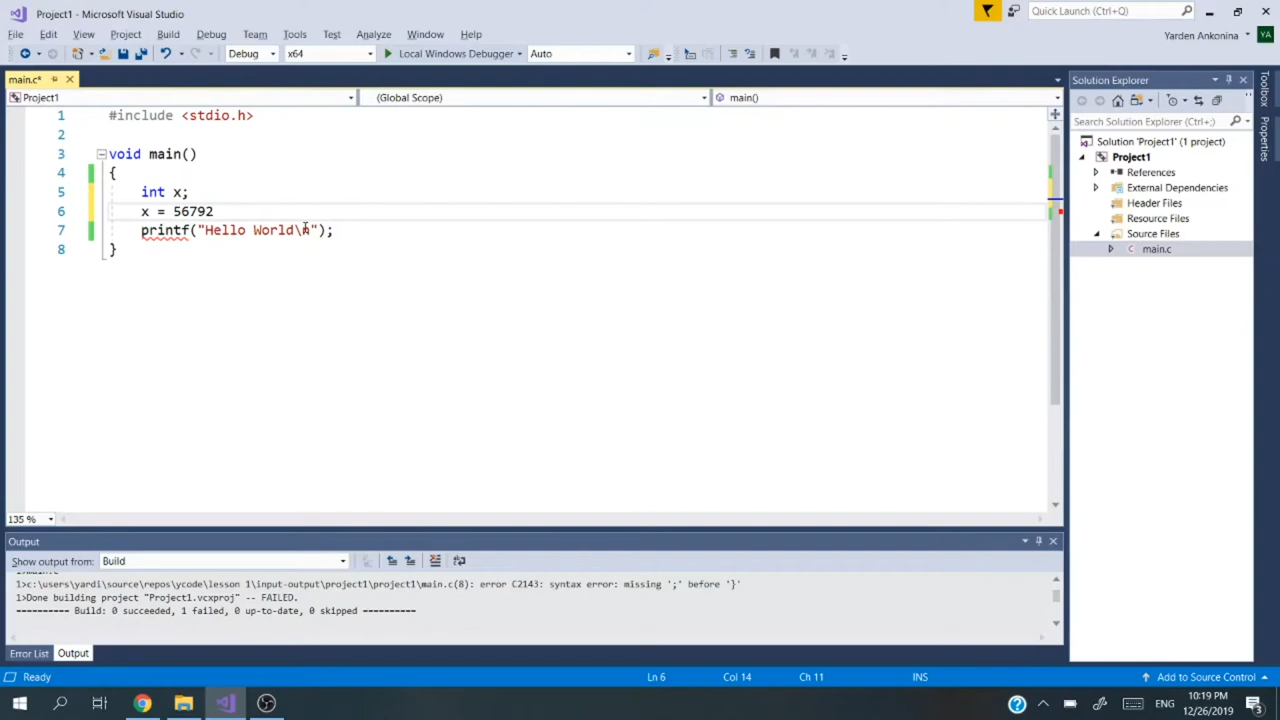 Project1 - Microsoft Visual Studio
Quick Launch (Ctrl+Q)
File Edit View Project Build Debug Team Tools Test Analyze Window Help
Yarden Ankonina YA
Debug x64 Local Windows Debugger Auto
main.c*
Solution Explorer
Toolbox
Project1 (Global Scope) main()
1 #include <stdio.h>
2
3 void main()
4 {
5 int x;
6 x = 56792
7 printf("Hello World\n");
8 }
Search Solution Explorer (Ctrl+;)
Properties
Solution 'Project1' (1 project)
Project1
References
External Dependencies
Header Files
Resource Files
Source Files
main.c
135 %
Output
Show output from: Build
1>c:\users\yardi\source\repos\ycode\lesson 1\input-output\project1\project1\main.c(8): error C2143: syntax error: missing ';' before '}'
1>Done building project "Project1.vcxproj" -- FAILED.
========== Build: 0 succeeded, 1 failed, 0 up-to-date, 0 skipped ==========
Error List Output
Ready Ln 6 Col 14 Ch 11 INS Add to Source Control
ENG
10:19 PM
12/26/2019
3